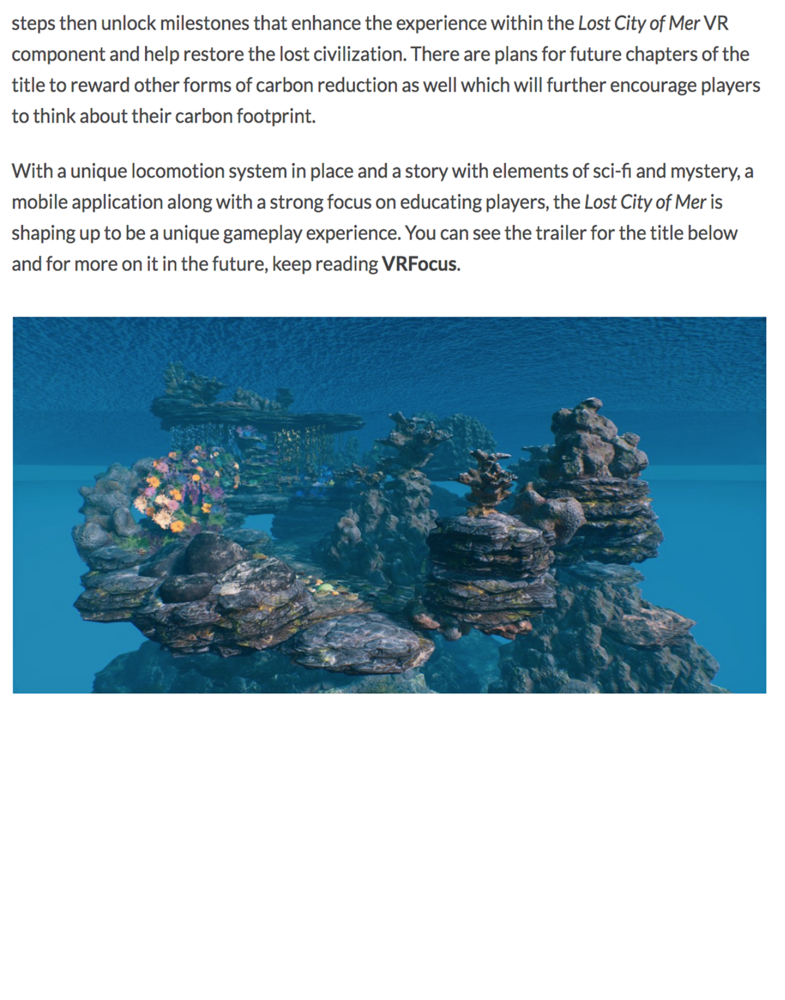 steps then unlock milestones that enhance the experience within the Lost City of Mer VR
component and help restore the lost civilization. There are plans for future chapters of the
title to reward other forms of carbon reduction as well which will further encourage players
to think about their carbon footprint.
With a unique locomotion system in place and a story with elements of sci-fi and mystery, a
mobile application along with a strong focus on educating players, the Lost City of Mer is
shaping up to be a unique gameplay experience. You can see the trailer for the title below
and for more on it in the future, keep reading VRFocus.